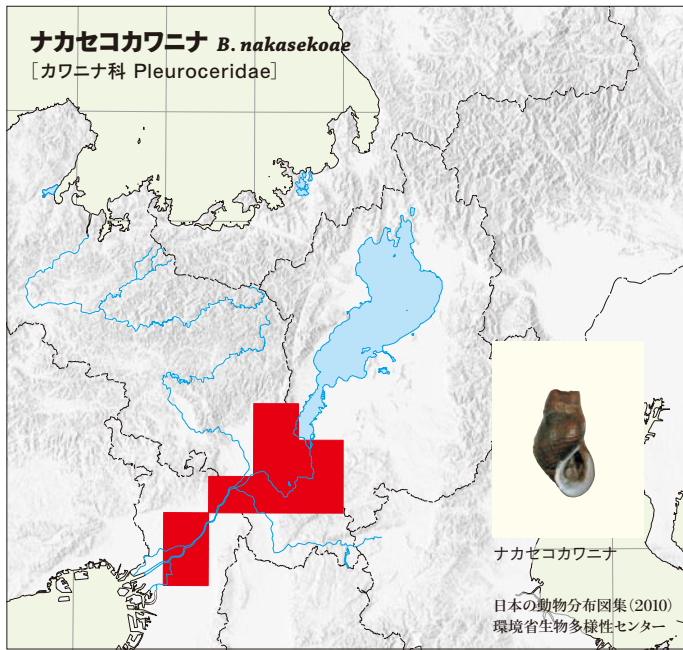 ナカセコカワニナ B. nakasekoae
［カワニナ科 Pleuroceridae］
ナカセコカワニナ
日本の動物分布図集（2010）
環境省生物多様性センター